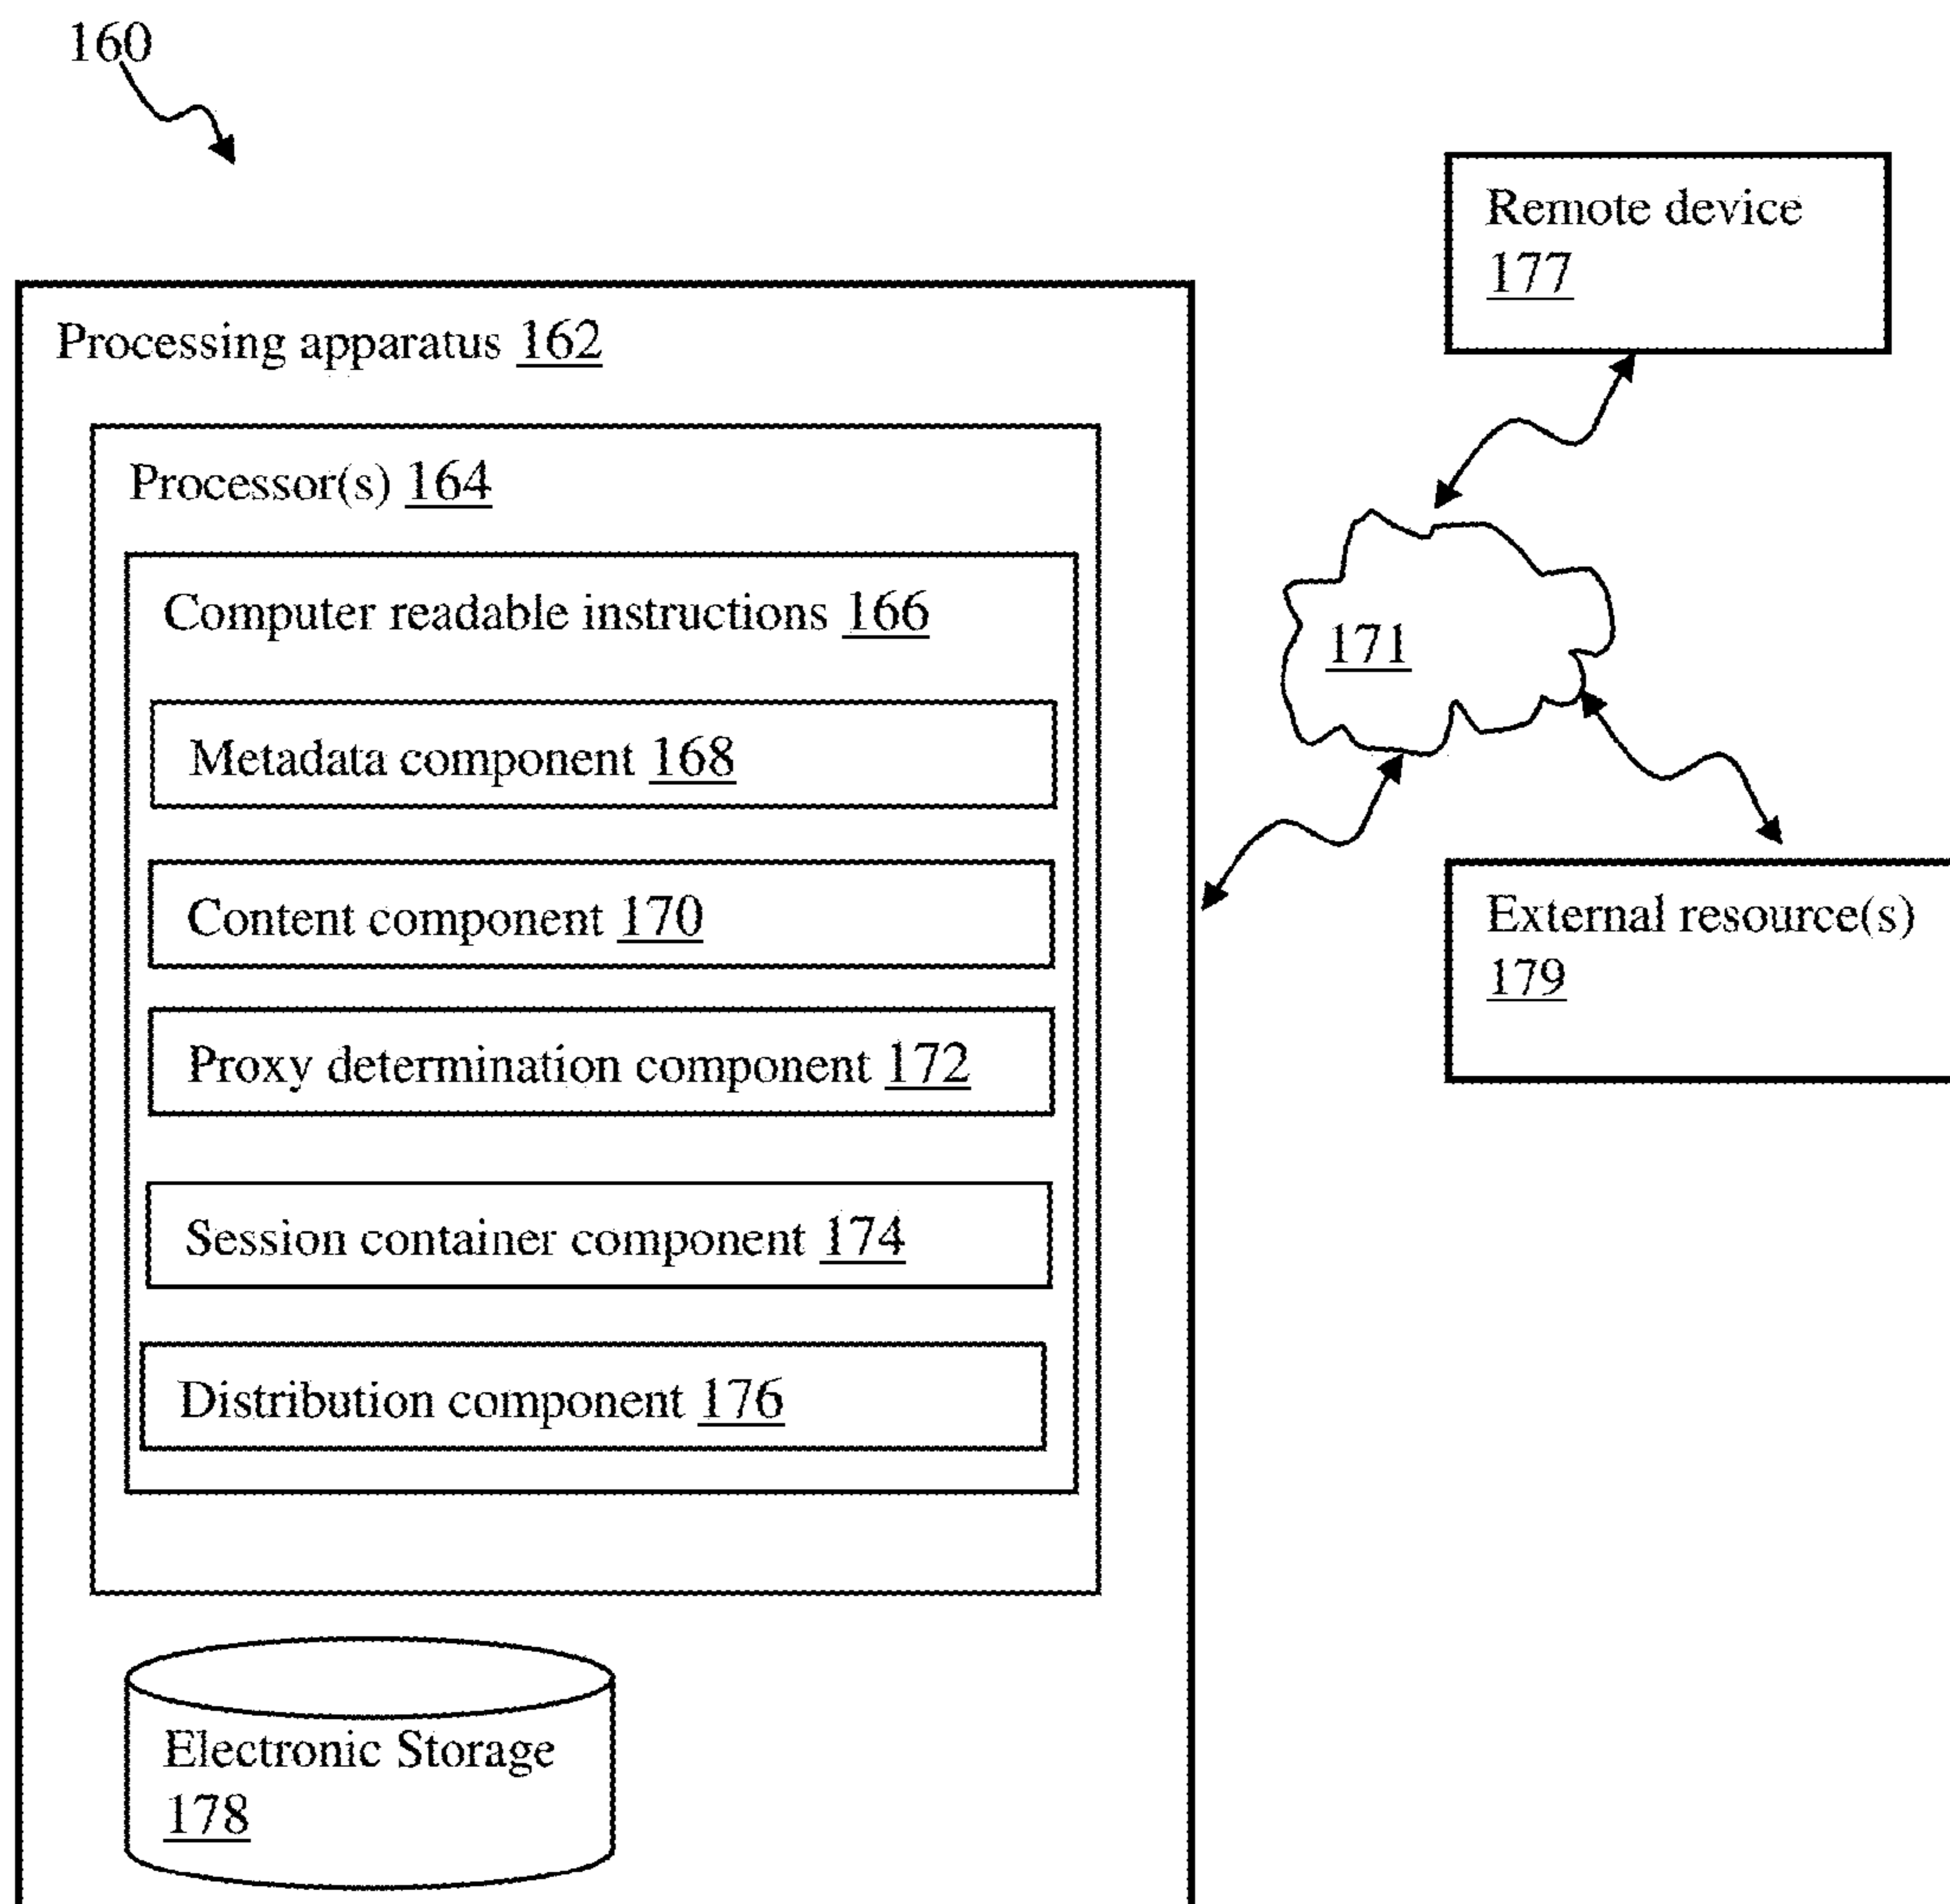 160
Remote device
177
Processing apparatus 162
Processor(s) 164
Computer readable instructions 166
171
Metadata component 168
Content component 170
External resource(s)
179
Proxy determination component 172
Session container component 174
Distribution component 176
Electronic Storage
178